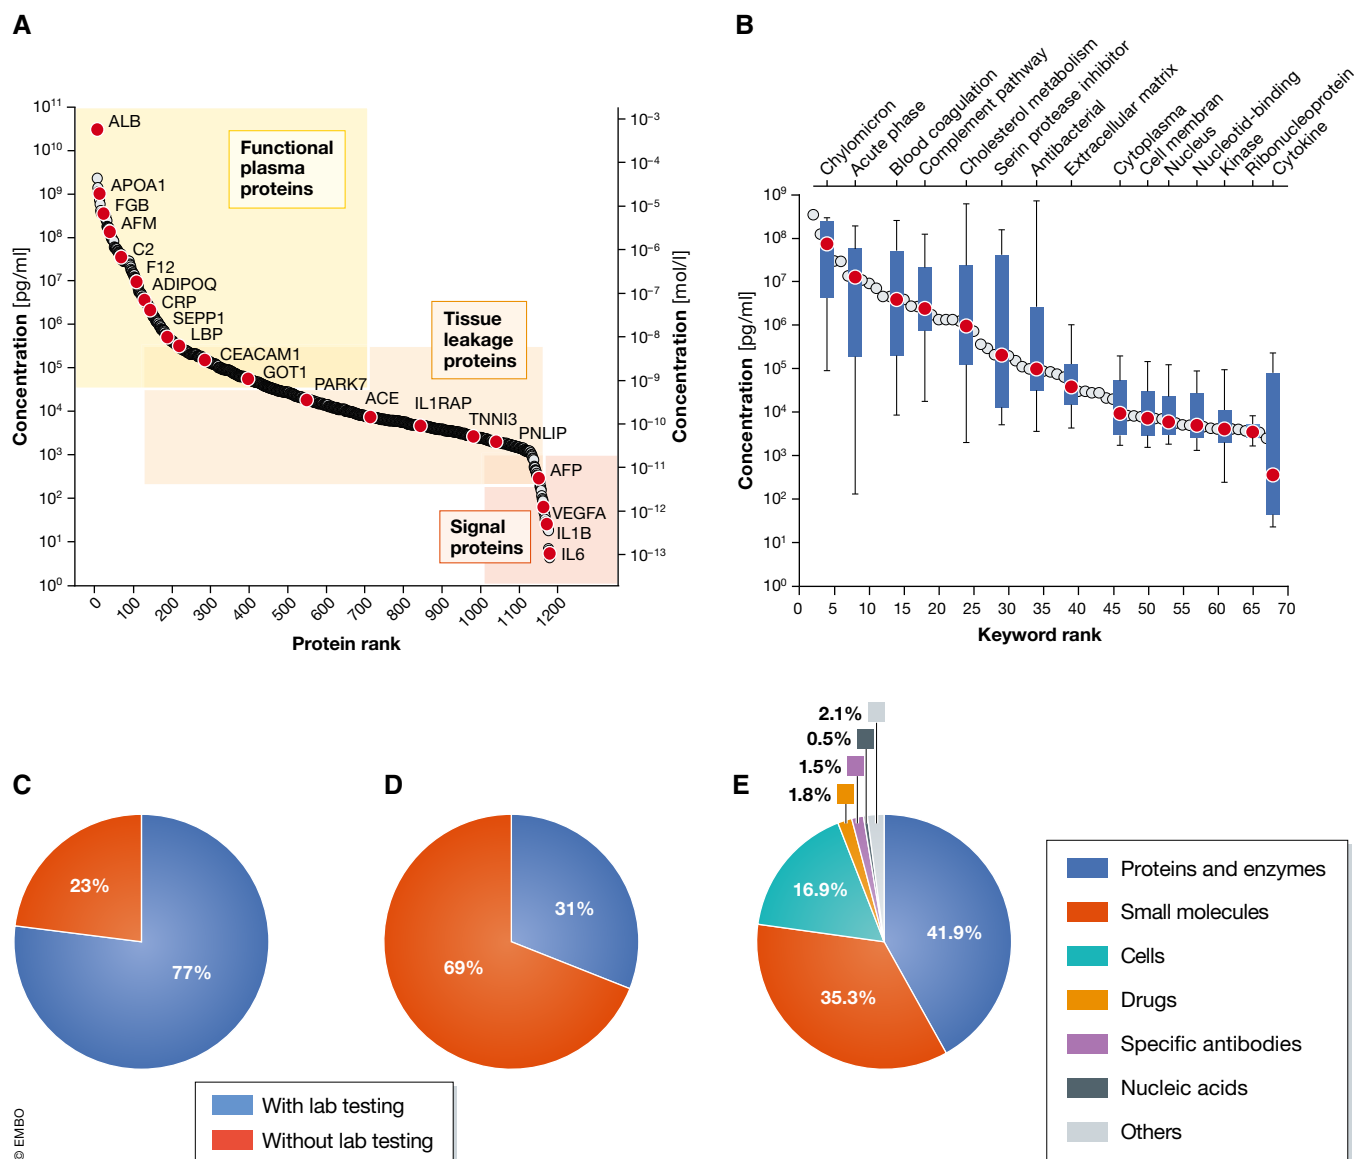 A
Concentration [pg/ml]
10¹¹
10¹⁰
10⁹
10⁸
10⁷
10⁶
10⁵
10⁴
10³
10²
10¹
10⁰
ALB
APOA1
FGB
AFM
C2
F12
ADIPOQ
CRP
SEPP1
LBP
CEACAM1
GOT1
PARK7
ACE
IL1RAP
TNNI3
PNLIP
AFP
VEGFA
IL1B
IL6
Functional
plasma
proteins
Tissue
leakage
proteins
Signal
proteins
10⁻³
10⁻⁴
10⁻⁵
10⁻⁶
10⁻⁷
10⁻⁸
10⁻⁹
10⁻¹⁰
10⁻¹¹
10⁻¹²
10⁻¹³
Concentration [mol/l]
0 100 200 300 400 500 600 700 800 900 1000 1100 1200
Protein rank
B
Chylomicron
Acute phase
Blood coagulation
Complement pathway
Cholesterol metabolism
Serin protease inhibitor
Antibacterial
Extracellular matrix
Cytoplasma
Cell membran
Nucleus
Nucleotid-binding
Kinase
Ribonucleoprotein
Cytokine
Concentration [pg/ml]
10⁹
10⁸
10⁷
10⁶
10⁵
10⁴
10³
10²
10¹
10⁰
0 5 10 15 20 25 30 35 40 45 50 55 60 65 70
Keyword rank
C
23%
77%
D
31%
69%
With lab testing
Without lab testing
E
2.1%
0.5%
1.5%
1.8%
16.9%
41.9%
35.3%
Proteins and enzymes
Small molecules
Cells
Drugs
Specific antibodies
Nucleic acids
Others
© EMBO